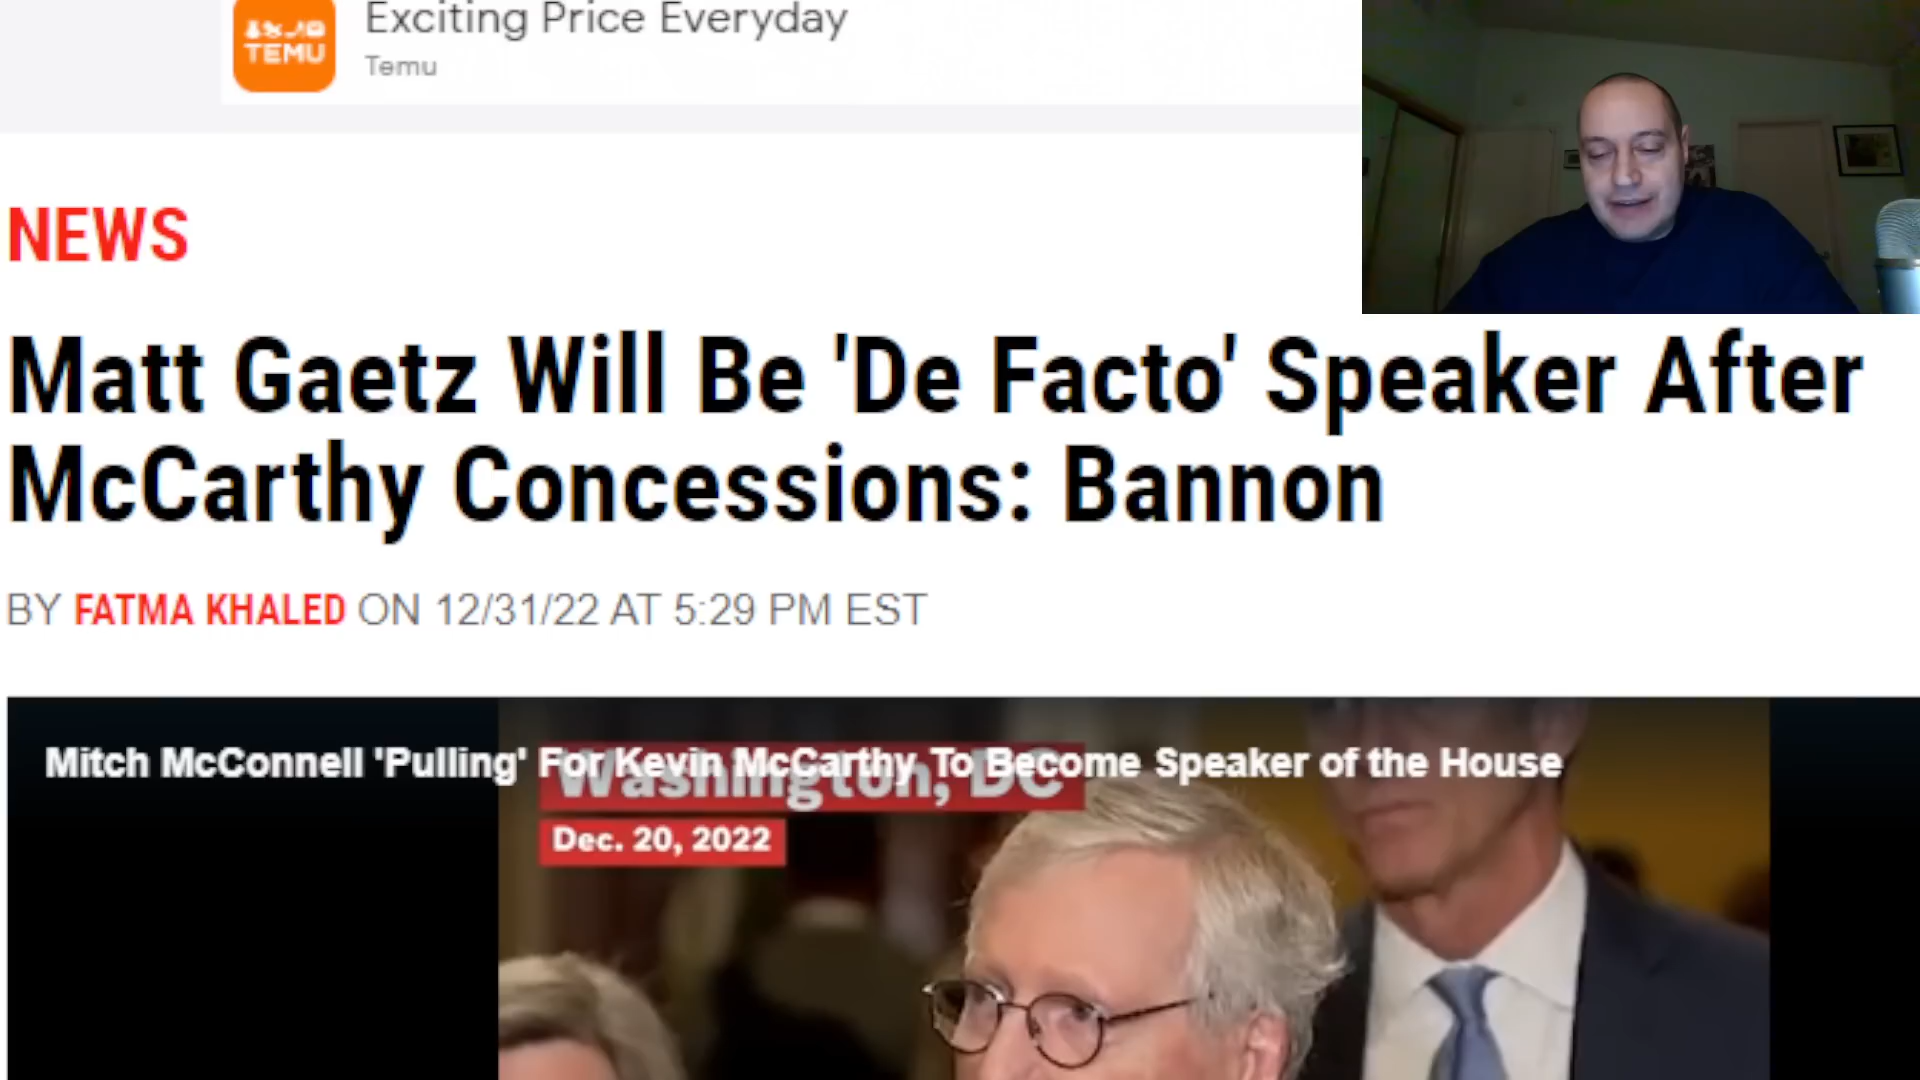 Exciting Price Everyday
TEMU
Temu
NEWS
Matt Gaetz Will Be 'De Facto' Speaker After
McCarthy Concessions: Bannon
BY FATMA KHALED ON 12/31/22 AT 5:29 PM EST
Mitch McConnell 'Pulling' For Kevin McCarthy To Become Speaker of the House
Washington, DC
Dec. 20, 2022